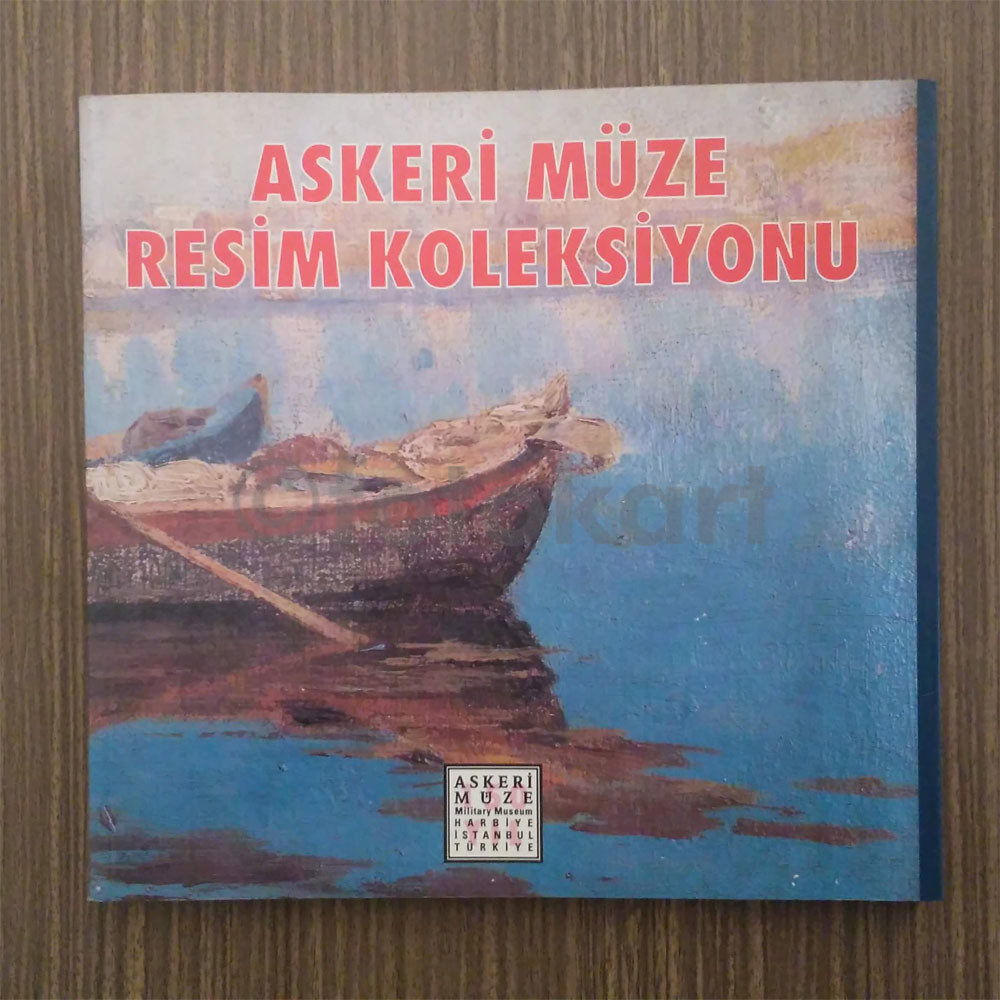 ASKERİ MÜZE
RESİM KOLEKSİYONU
ASKERİ
MÜZE
Military Museum
HARBİYE
İSTANBUL
TÜRKİYE